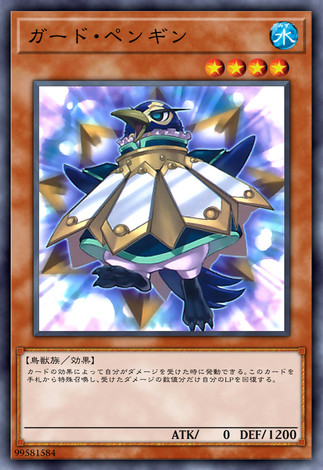 ガード・ペンギン
水
【鳥獣族／効果】
カードの効果によって自分がダメージを受けた時に発動できる。このカードを
手札から特殊召喚し、受けたダメージの数値分だけ自分のLPを回復する。
ATK/ 0 DEF/1200
99581584